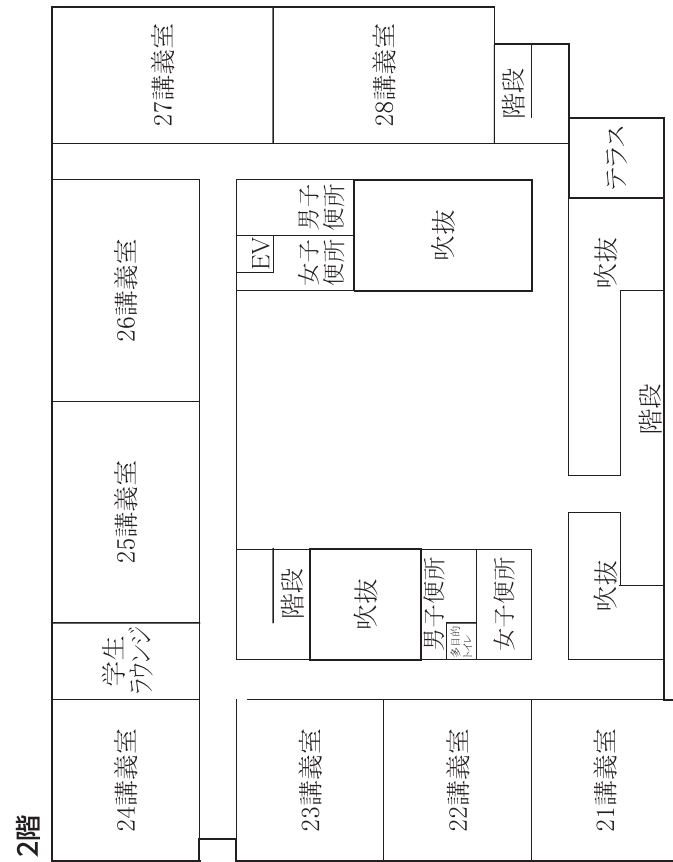 2階
24講義室
学生
ラウンジ
25講義室
26講義室
27講義室
23講義室
階段
EV
22講義室
吹抜
男子便所
多目的
トイレ
女子便所
女子
便所
男子
便所
吹抜
28講義室
階段
21講義室
吹抜
階段
吹抜
テラス